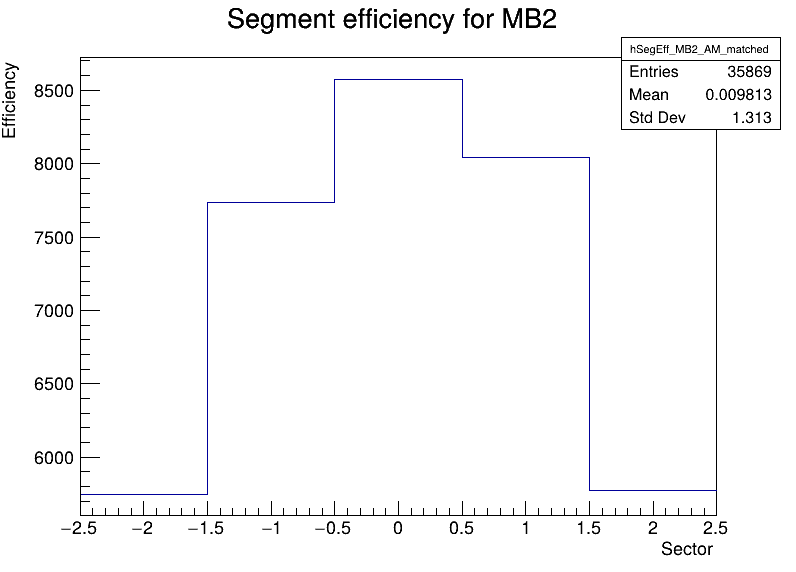 Segment efficiency for MB2
hSegEff_MB2_AM_matched
Entries 35869
Mean 0.009813
Std Dev 1.313
Efficiency
8500
8000
7500
7000
6500
6000
−2.5 −2 −1.5 −1 −0.5 0 0.5 1 1.5 2 2.5
Sector